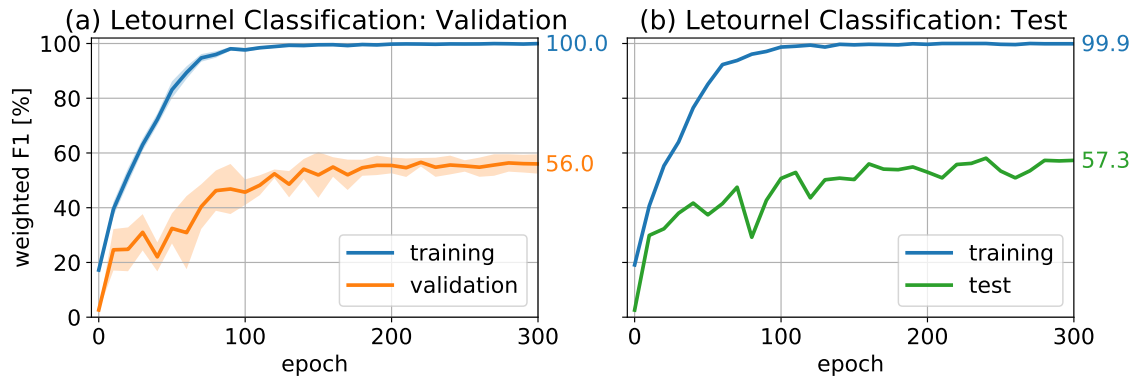 (a) Letournel Classification: Validation
weighted F1 [%]
100
80
60
40
20
0
100.0
56.0
training
validation
0 100 200 300
epoch
(b) Letournel Classification: Test
99.9
57.3
training
test
0 100 200 300
epoch